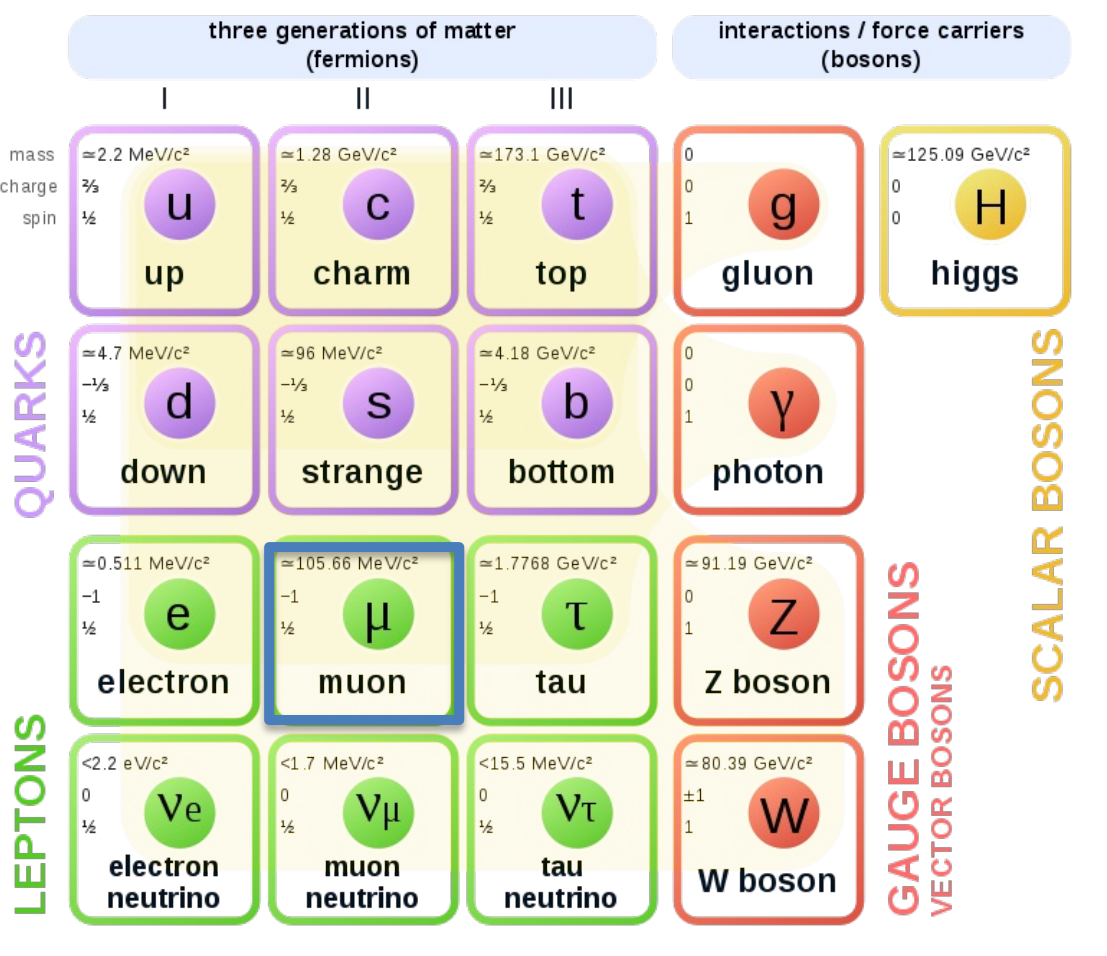 three generations of matter
(fermions)
interactions / force carriers
(bosons)
I
II
III
mass
charge
spin
≃2.2 MeV/c²
⅔
½
u
up
≃1.28 GeV/c²
⅔
½
c
charm
≃173.1 GeV/c²
⅔
½
t
top
0
0
1
g
gluon
≃125.09 GeV/c²
0
0
H
higgs
QUARKS
≃4.7 MeV/c²
−⅓
½
d
down
≃96 MeV/c²
−⅓
½
s
strange
≃4.18 GeV/c²
−⅓
½
b
bottom
0
0
1
γ
photon
SCALAR BOSONS
LEPTONS
≃0.511 MeV/c²
−1
½
e
electron
≃105.66 MeV/c²
−1
½
μ
muon
≃1.7768 GeV/c²
−1
½
τ
tau
≃91.19 GeV/c²
0
1
Z
Z boson
GAUGE BOSONS
VECTOR BOSONS
<2.2 eV/c²
0
½
νe
electron
neutrino
<1.7 MeV/c²
0
½
νμ
muon
neutrino
<15.5 MeV/c²
0
½
ντ
tau
neutrino
≃80.39 GeV/c²
±1
1
W
W boson